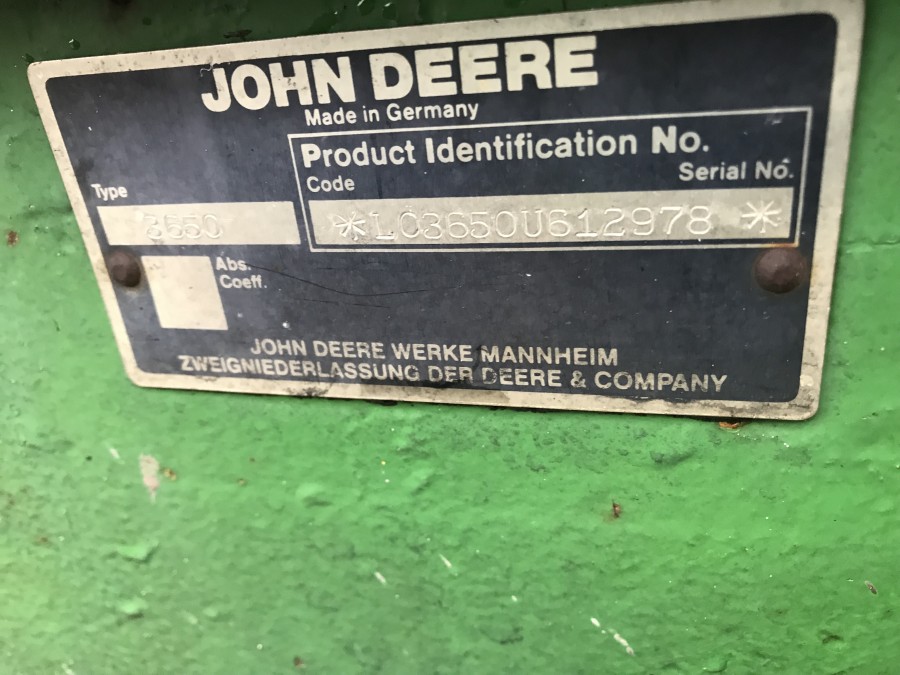 JOHN DEERE
Made in Germany
Product Identification No.
Code
Serial No.
Type
3650
*LO3650U612978 *
Abs.
Coeff.
JOHN DEERE WERKE MANNHEIM
ZWEIGNIEDERLASSUNG DER DEERE & COMPANY